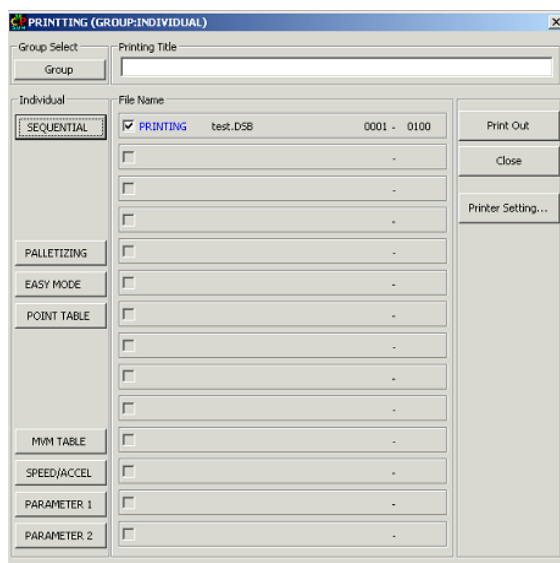 PRINTTING (GROUP:INDIVIDUAL)
Group Select
Printing Title
Group
Individual
File Name
SEQUENTIAL
PRINTING test.DSB 0001 - 0100
Print Out
-
Close
-
Printer Setting...
-
PALLETIZING
-
EASY MODE
-
POINT TABLE
-
-
-
-
MVM TABLE
-
SPEED/ACCEL
-
PARAMETER 1
-
PARAMETER 2
-